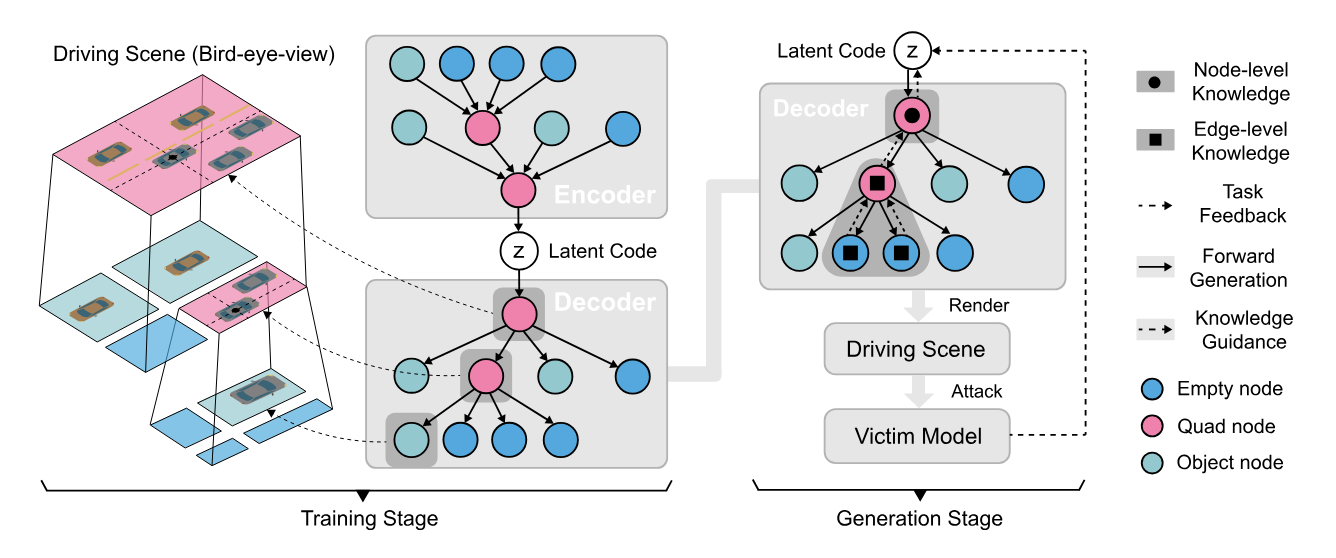 Driving Scene (Bird-eye-view)
Encoder
z
Latent Code
Decoder
Training Stage
Latent Code
z
Decoder
Render
Driving Scene
Attack
Victim Model
Generation Stage
Node-level
Knowledge
Edge-level
Knowledge
Task
Feedback
Forward
Generation
Knowledge
Guidance
Empty node
Quad node
Object node